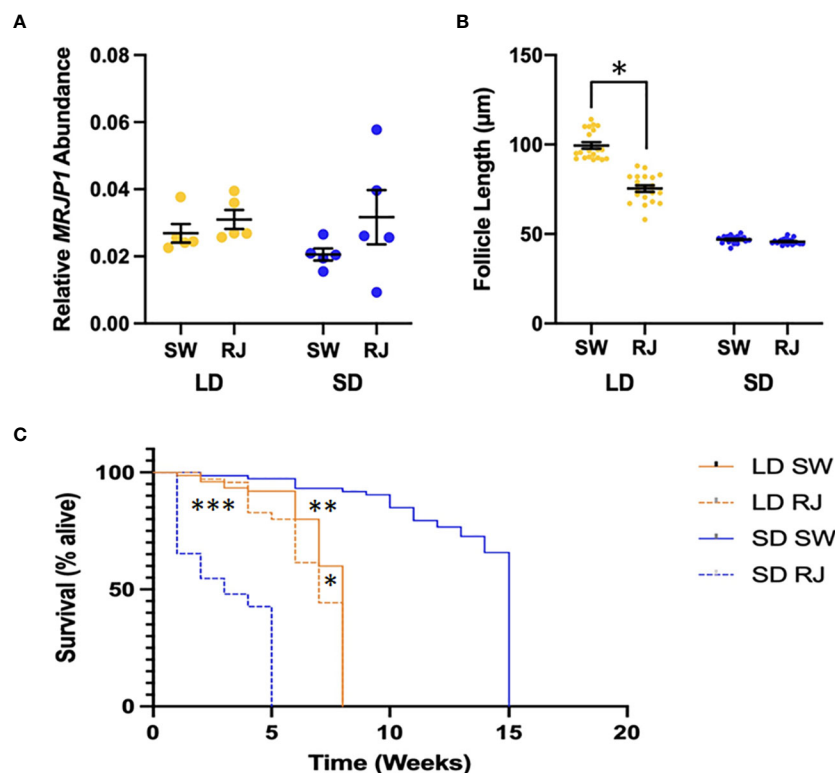 A
Relative MRJP1 Abundance
0.08
0.06
0.04
0.02
0.00
SW RJ SW RJ
LD SD
B
Follicle Length (µm)
150
100
50
0
*
SW RJ SW RJ
LD SD
C
Survival (% alive)
100
50
0
*** **
*
0 5 10 15 20
Time (Weeks)
LD SW
LD RJ
SD SW
SD RJ